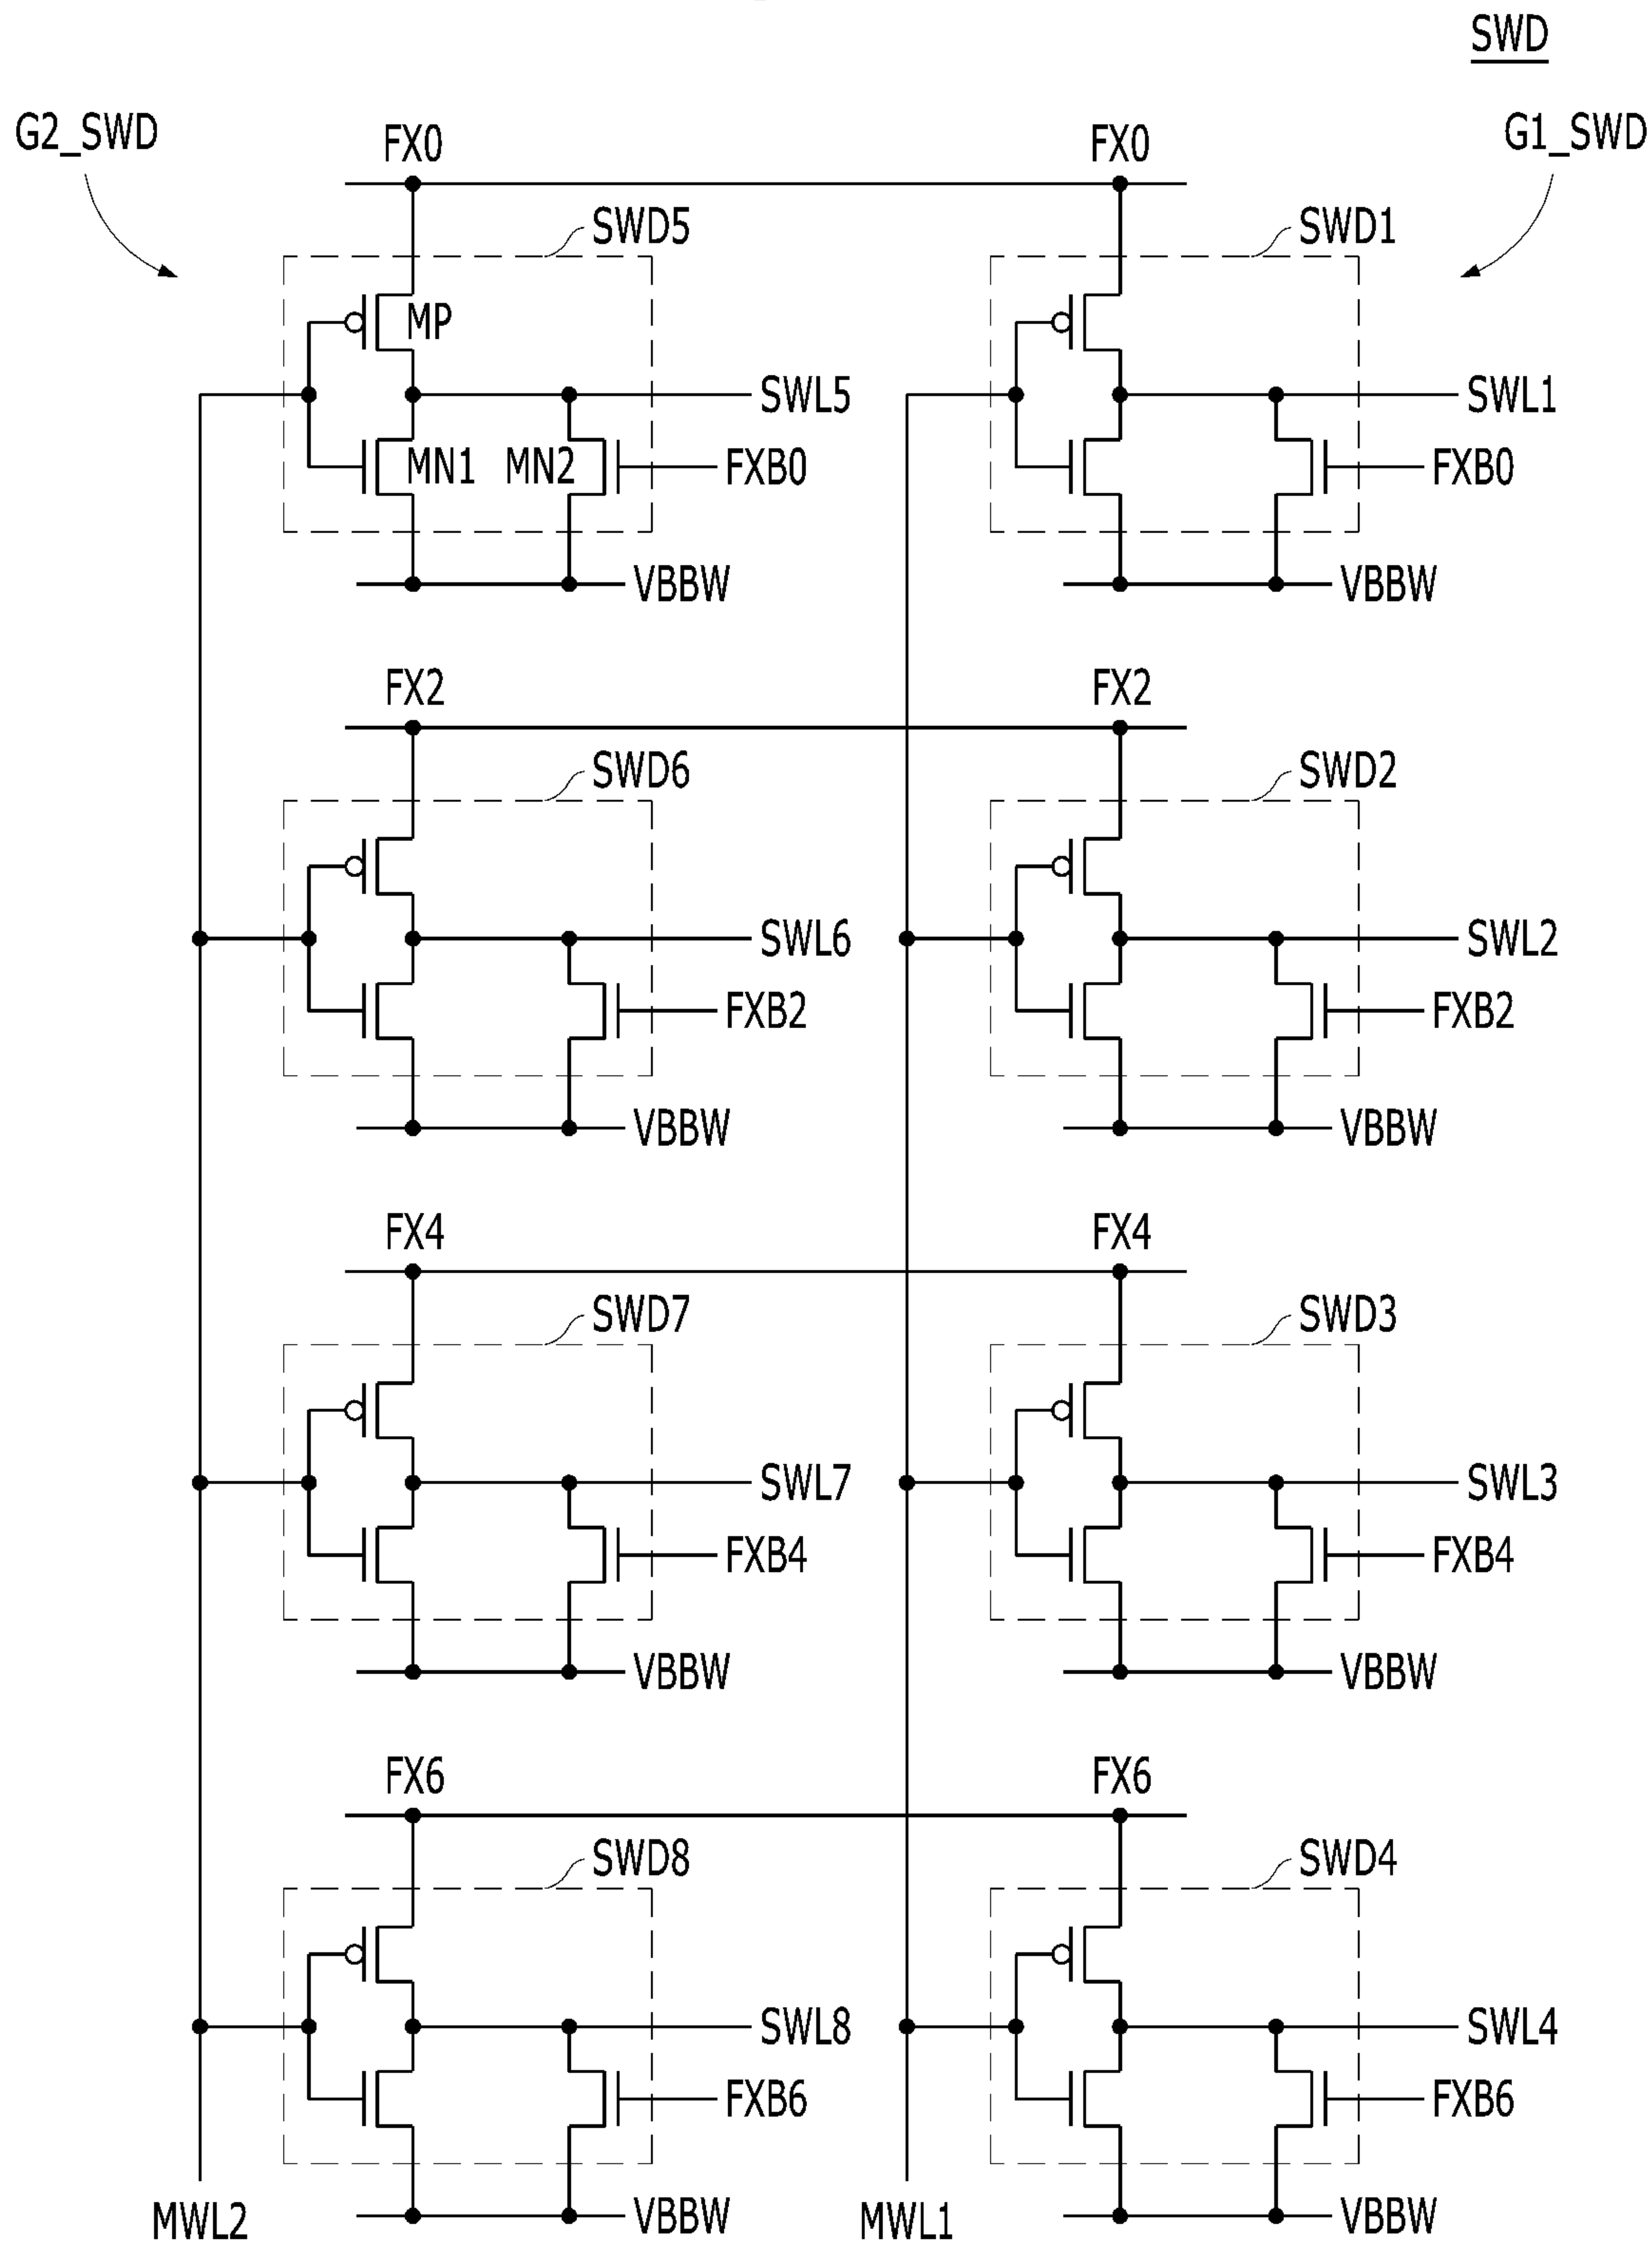 SWD
G2_SWD
G1_SWD
FX0
FX0
SWD5
SWD1
MP
SWL5
SWL1
MN1
MN2
FXB0
FXB0
VBBW
VBBW
FX2
FX2
SWD6
SWD2
SWL6
SWL2
FXB2
FXB2
VBBW
VBBW
FX4
FX4
SWD7
SWD3
SWL7
SWL3
FXB4
FXB4
VBBW
VBBW
FX6
FX6
SWD8
SWD4
SWL8
SWL4
FXB6
FXB6
MWL2
VBBW
MWL1
VBBW